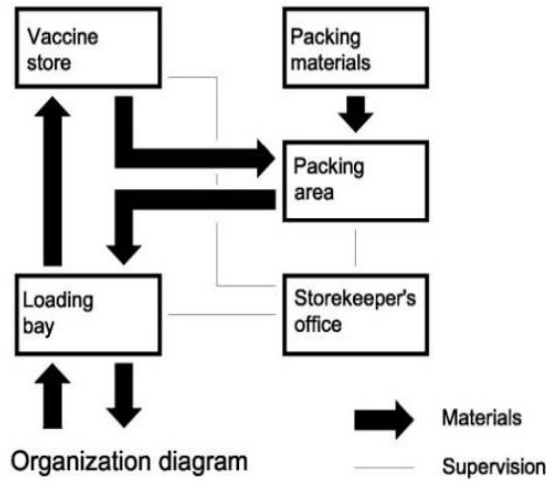 Vaccine
store
Packing
materials
Packing
area
Loading
bay
Storekeeper's
office
Materials
Organization diagram
Supervision